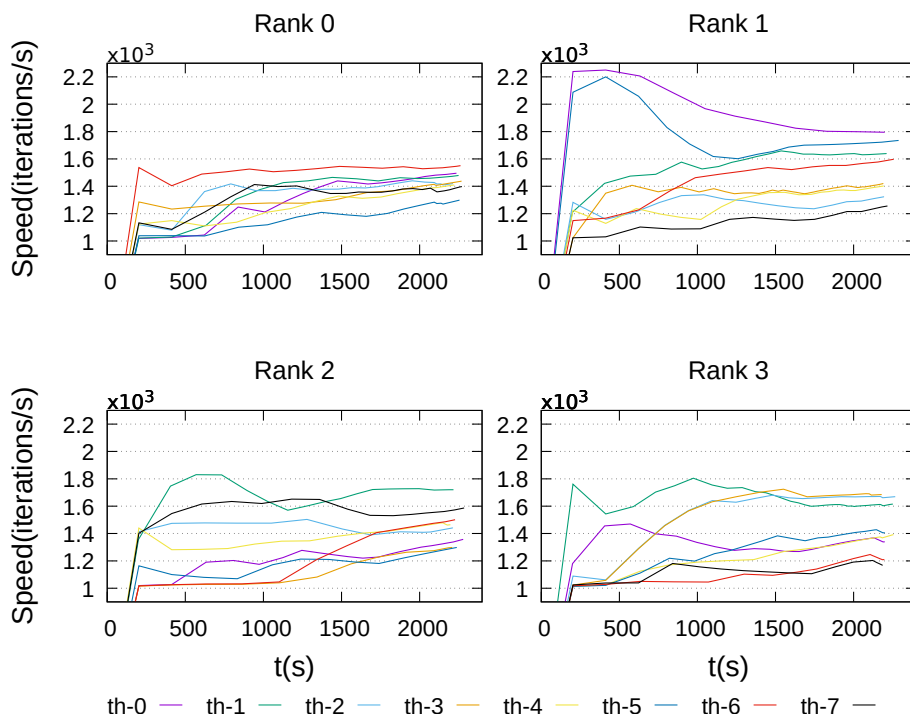 Rank 0
Rank 1
x10³
Speed(iterations/s)
2.2
2
1.8
1.6
1.4
1.2
1
0 500 1000 1500 2000
x10³
2.2
2
1.8
1.6
1.4
1.2
1
0 500 1000 1500 2000
Rank 2
Rank 3
x10³
Speed(iterations/s)
2.2
2
1.8
1.6
1.4
1.2
1
0 500 1000 1500 2000
t(s)
x10³
2.2
2
1.8
1.6
1.4
1.2
1
0 500 1000 1500 2000
t(s)
th-0 th-1 th-2 th-3 th-4 th-5 th-6 th-7